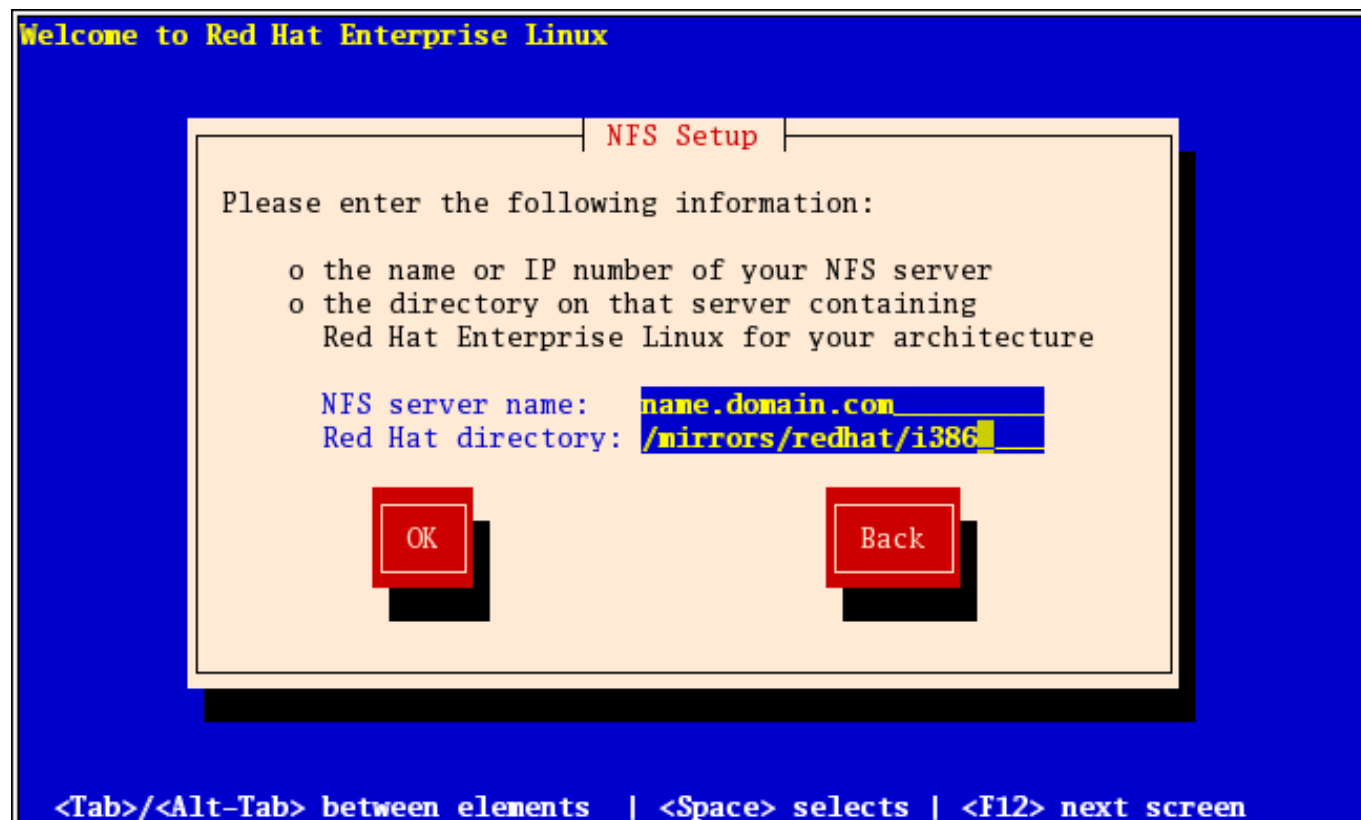 Welcome to Red Hat Enterprise Linux
NFS Setup
Please enter the following information:
o the name or IP number of your NFS server
o the directory on that server containing
Red Hat Enterprise Linux for your architecture
NFS server name: name.domain.com_________
Red Hat directory: /mirrors/redhat/i386____
OK Back
<Tab>/<Alt-Tab> between elements | <Space> selects | <F12> next screen